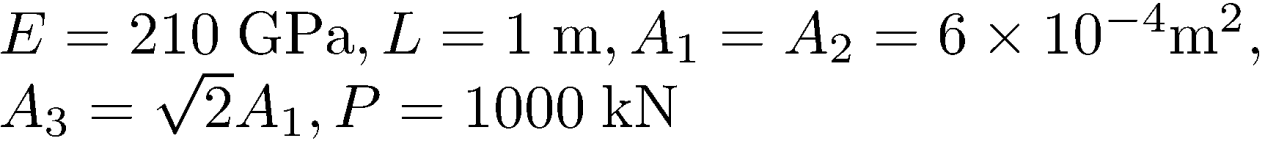 E = 210 GPa, L = 1 m, A₁ = A₂ = 6 × 10⁻⁴m²,
A₃ = √2A₁, P = 1000 kN